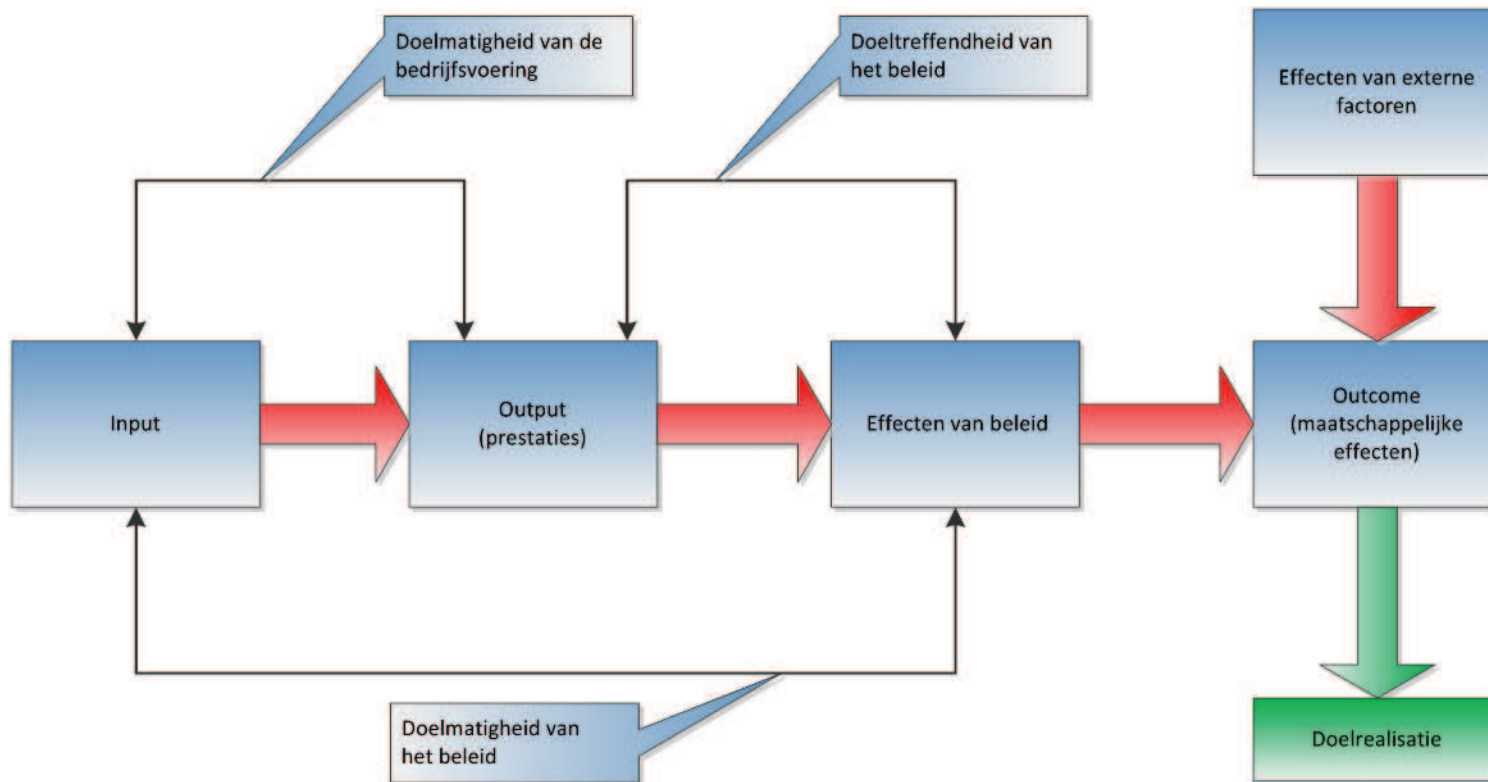 Doelmatigheid van de
bedrijfsvoering
Doeltreffendheid van
het beleid
Effecten van externe
factoren
Input
Output
(prestaties)
Effecten van beleid
Outcome
(maatschappelijke
effecten)
Doelmatigheid van
het beleid
Doelrealisatie